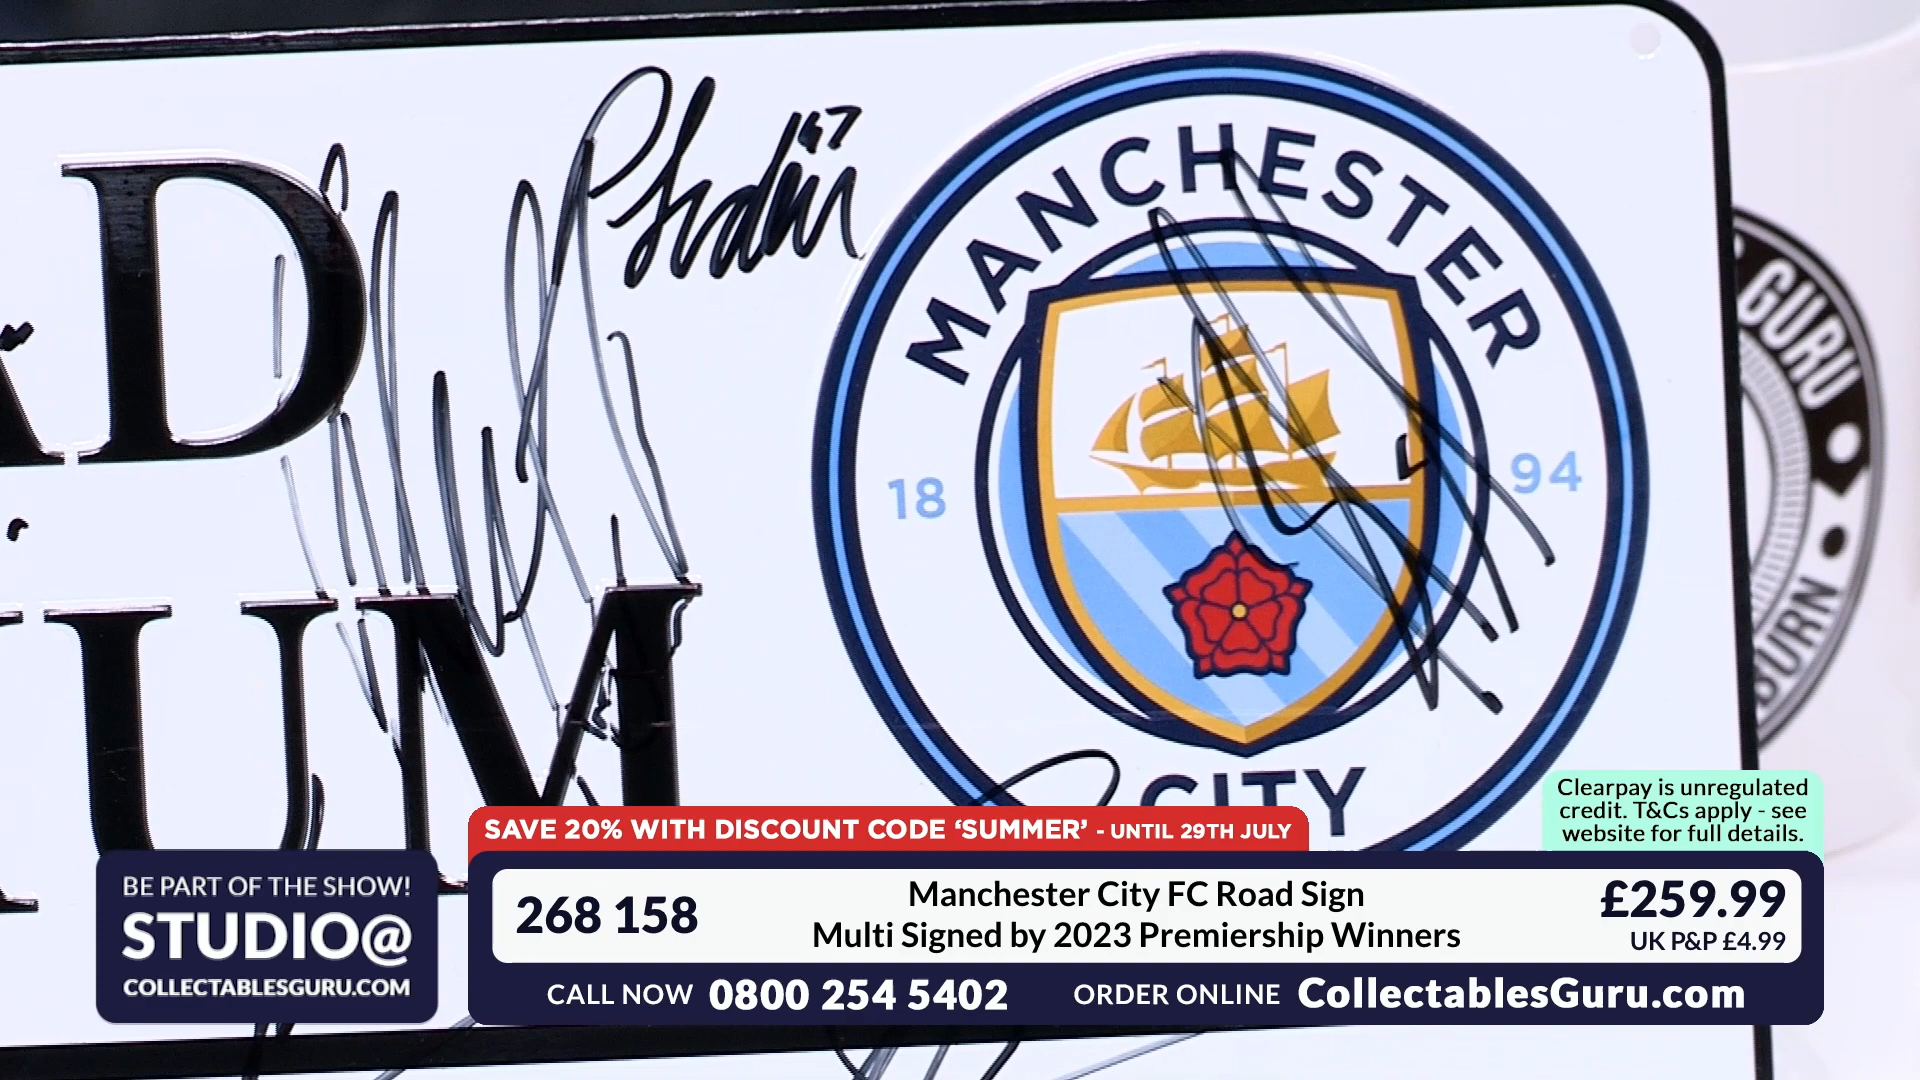 MANCHESTER
GURU
D
18
94
UM
CITY
BURN
Clearpay is unregulated
credit. T&Cs apply - see
website for full details.
SAVE 20% WITH DISCOUNT CODE ‘SUMMER’ - UNTIL 29TH JULY
BE PART OF THE SHOW!
STUDIO@
COLLECTABLESGURU.COM
268 158
Manchester City FC Road Sign
Multi Signed by 2023 Premiership Winners
£259.99
UK P&P £4.99
CALL NOW 0800 254 5402
ORDER ONLINE CollectablesGuru.com